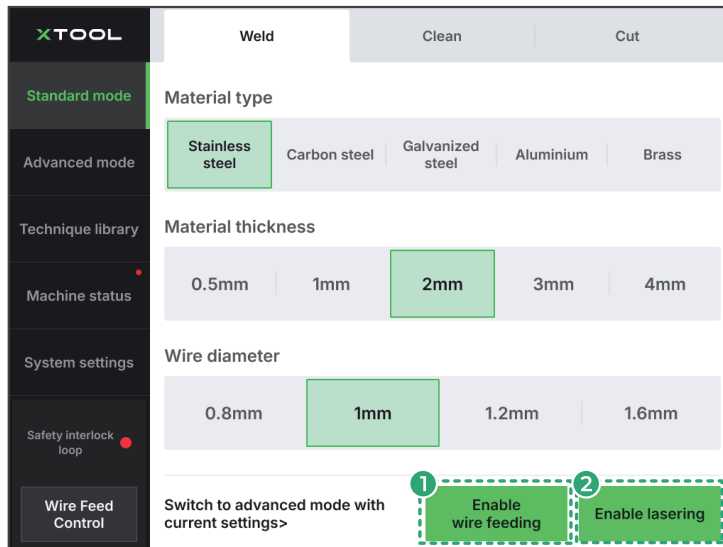 XTOOL
Weld
Clean
Cut
Standard mode
Advanced mode
Technique library
Machine status
System settings
Safety interlock
loop
Wire Feed
Control
Material type
Stainless
steel
Carbon steel
Galvanized
steel
Aluminium
Brass
Material thickness
0.5mm
1mm
2mm
3mm
4mm
Wire diameter
0.8mm
1mm
1.2mm
1.6mm
Switch to advanced mode with
current settings>
1
Enable
wire feeding
2
Enable lasering